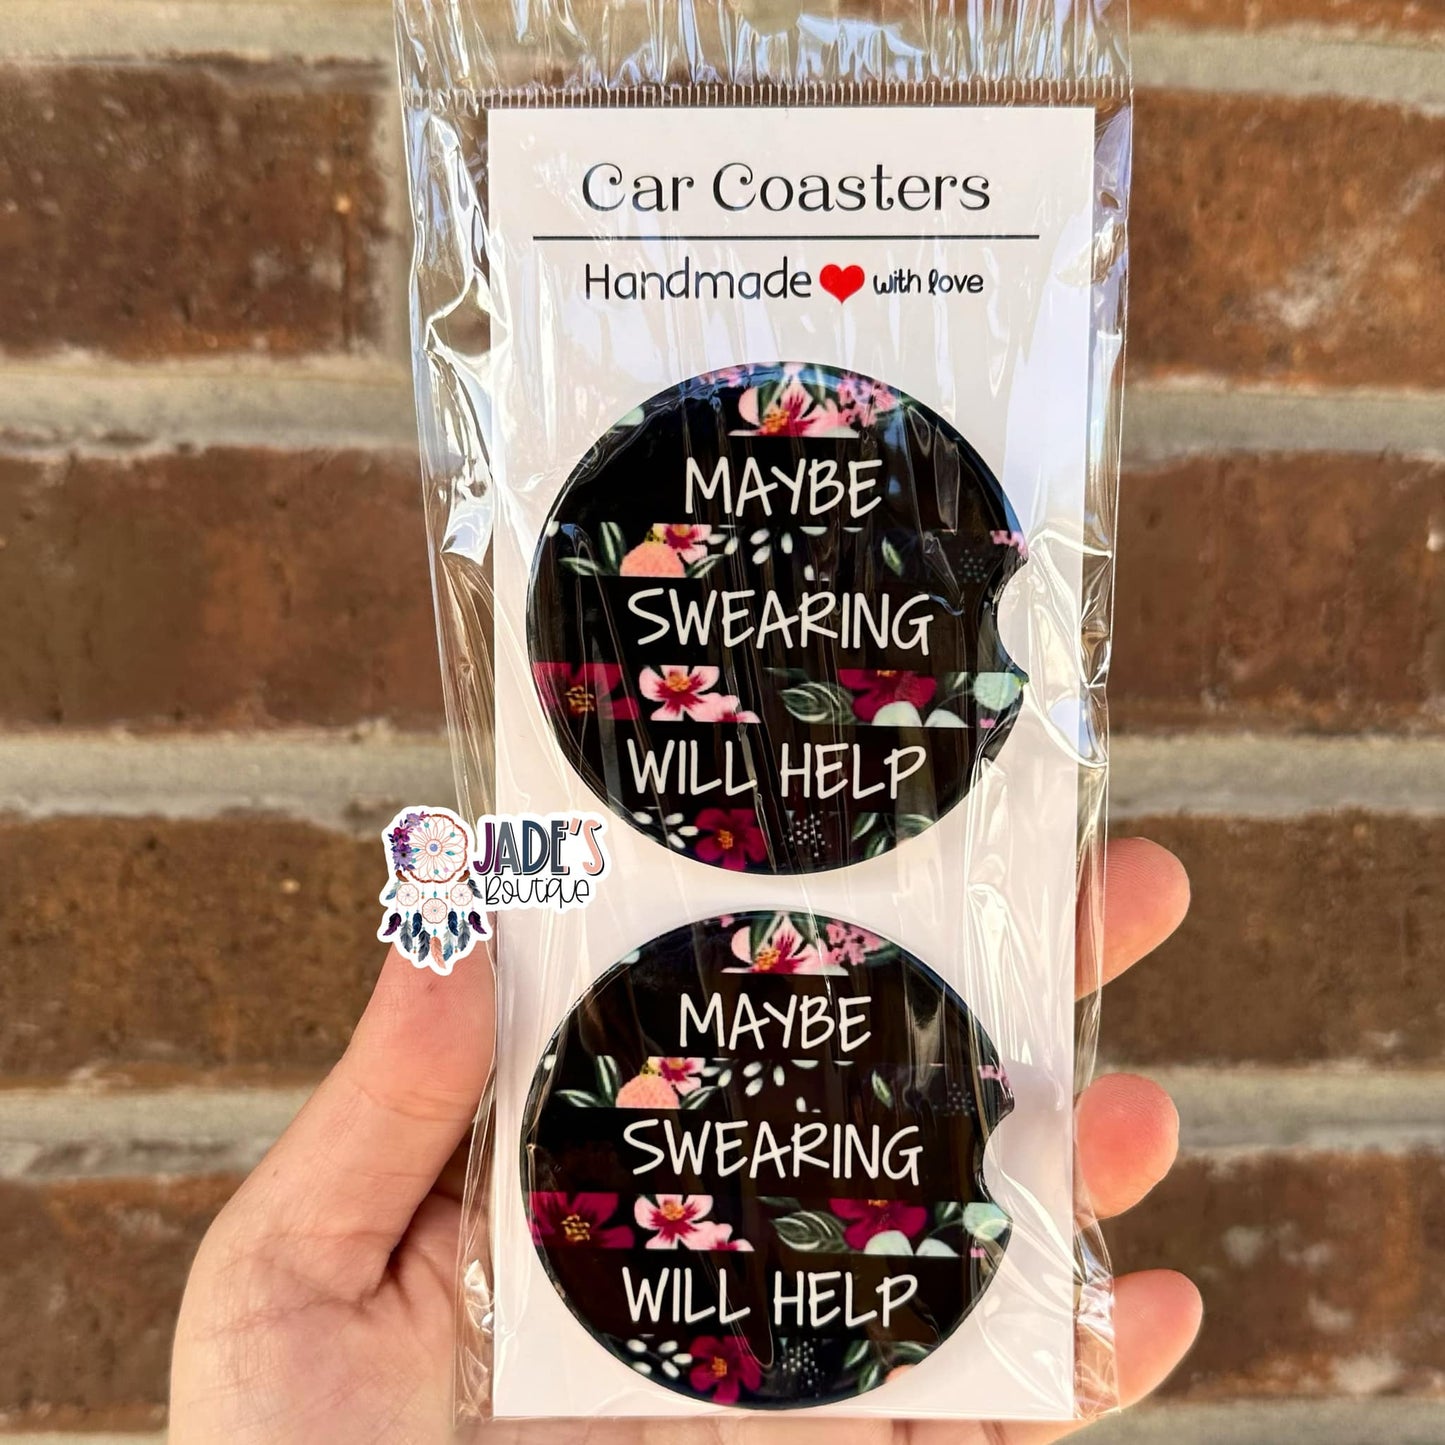 Car Coasters
Handmade with love
MAYBE
SWEARING
WILL HELP
JADE'S
BOUTIQUE
MAYBE
SWEARING
WILL HELP